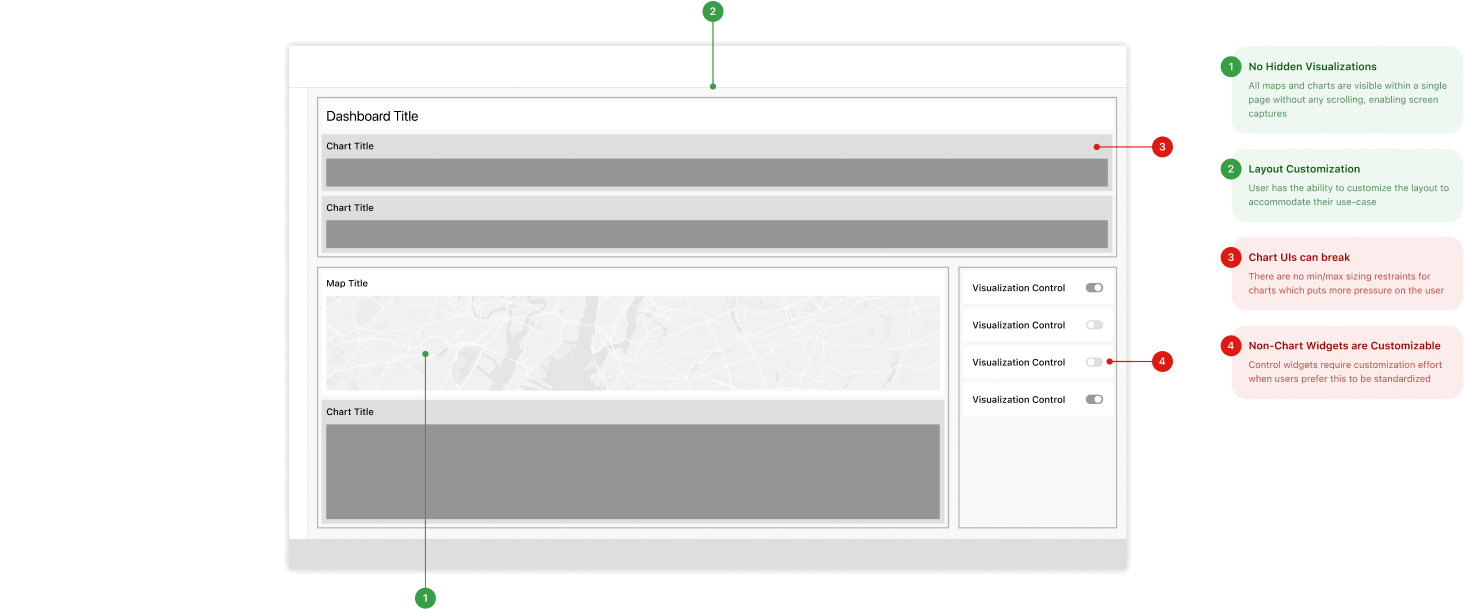 2
Dashboard Title
Chart Title
3
Chart Title
Map Title
Chart Title
1
Visualization Control
Visualization Control
Visualization Control
4
Visualization Control
1
No Hidden Visualizations
All maps and charts are visible within a single
page without any scrolling, enabling screen
captures
2
Layout Customization
User has the ability to customize the layout to
accommodate their use-case
3
Chart UIs can break
There are no min/max sizing restraints for
charts which puts more pressure on the user
4
Non-Chart Widgets are Customizable
Control widgets require customization effort
when users prefer this to be standardized